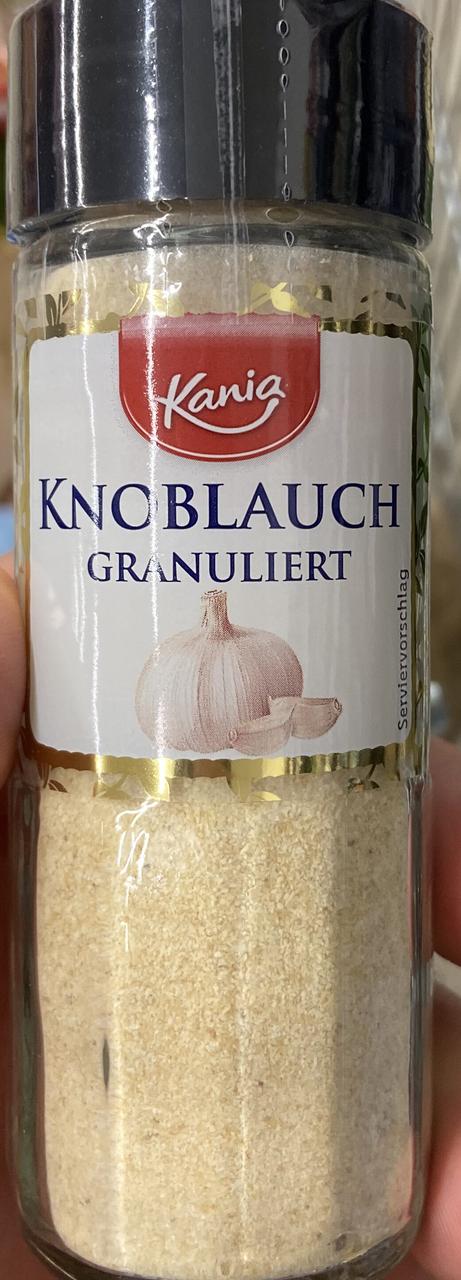 Kania
KNOBLAUCH
GRANULIERT
Serviervorschlag